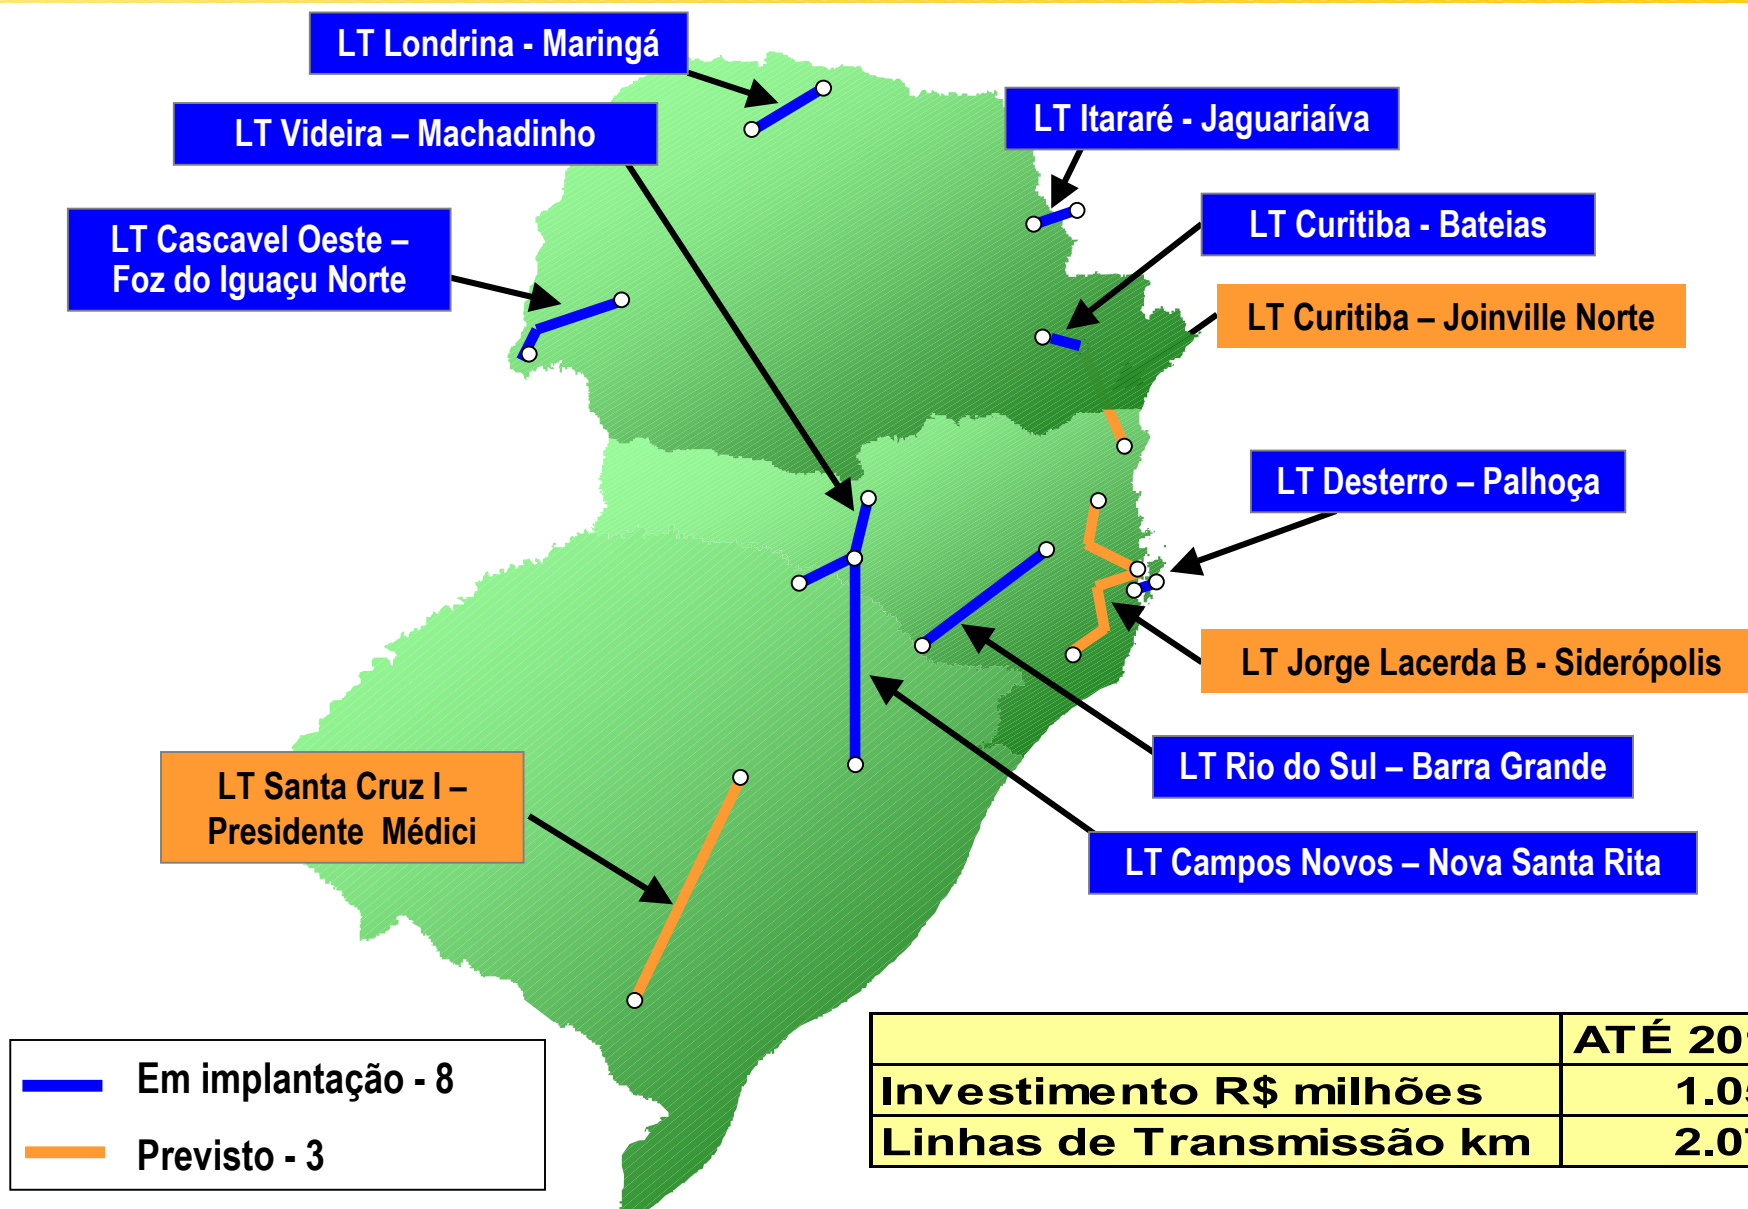 LT Londrina - Maringá
LT Videira – Machadinho
LT Itararé - Jaguariaíva
LT Cascavel Oeste –
Foz do Iguaçu Norte
LT Curitiba - Bateias
LT Curitiba – Joinville Norte
LT Desterro – Palhoça
LT Jorge Lacerda B - Siderópolis
LT Rio do Sul – Barra Grande
LT Santa Cruz I –
Presidente Médici
LT Campos Novos – Nova Santa Rita
Em implantação - 8
Previsto - 3
ATÉ
Investimento R$ milhões
Linhas de Transmissão km